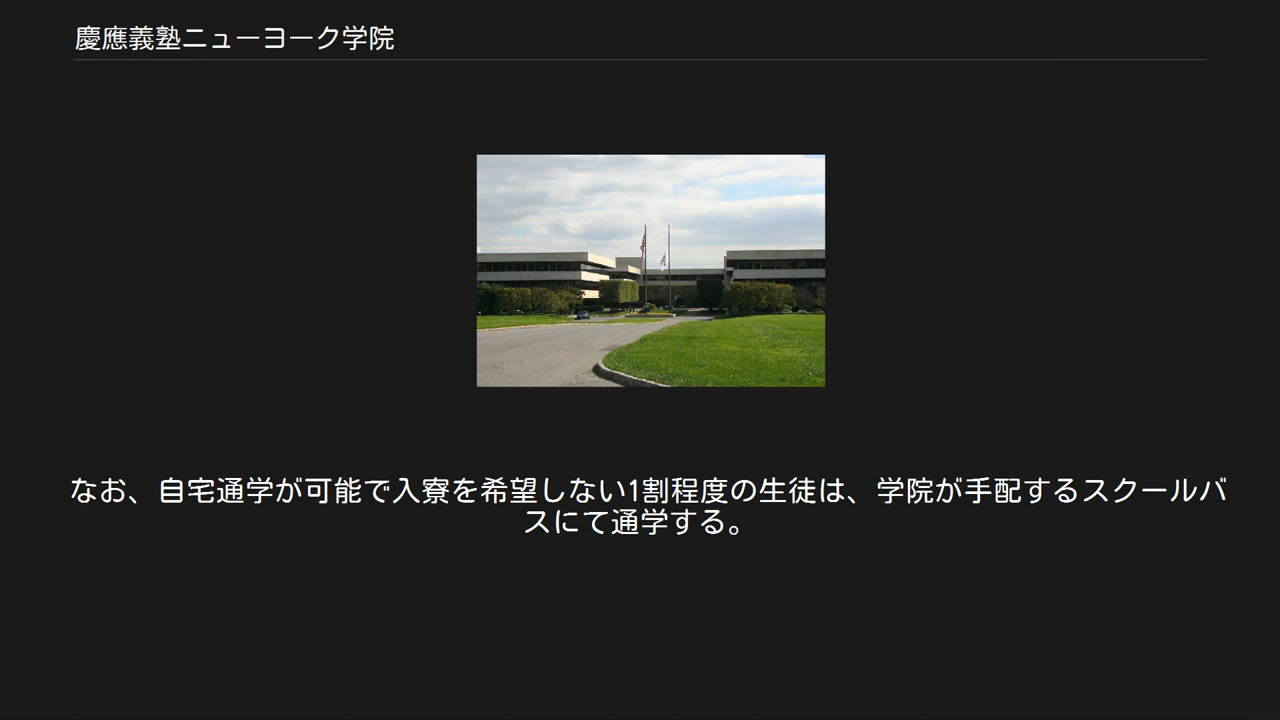 慶應義塾ニューヨーク学院
なお、自宅通学が可能で入寮を希望しない1割程度の生徒は、学院が手配するスクールバ
スにて通学する。